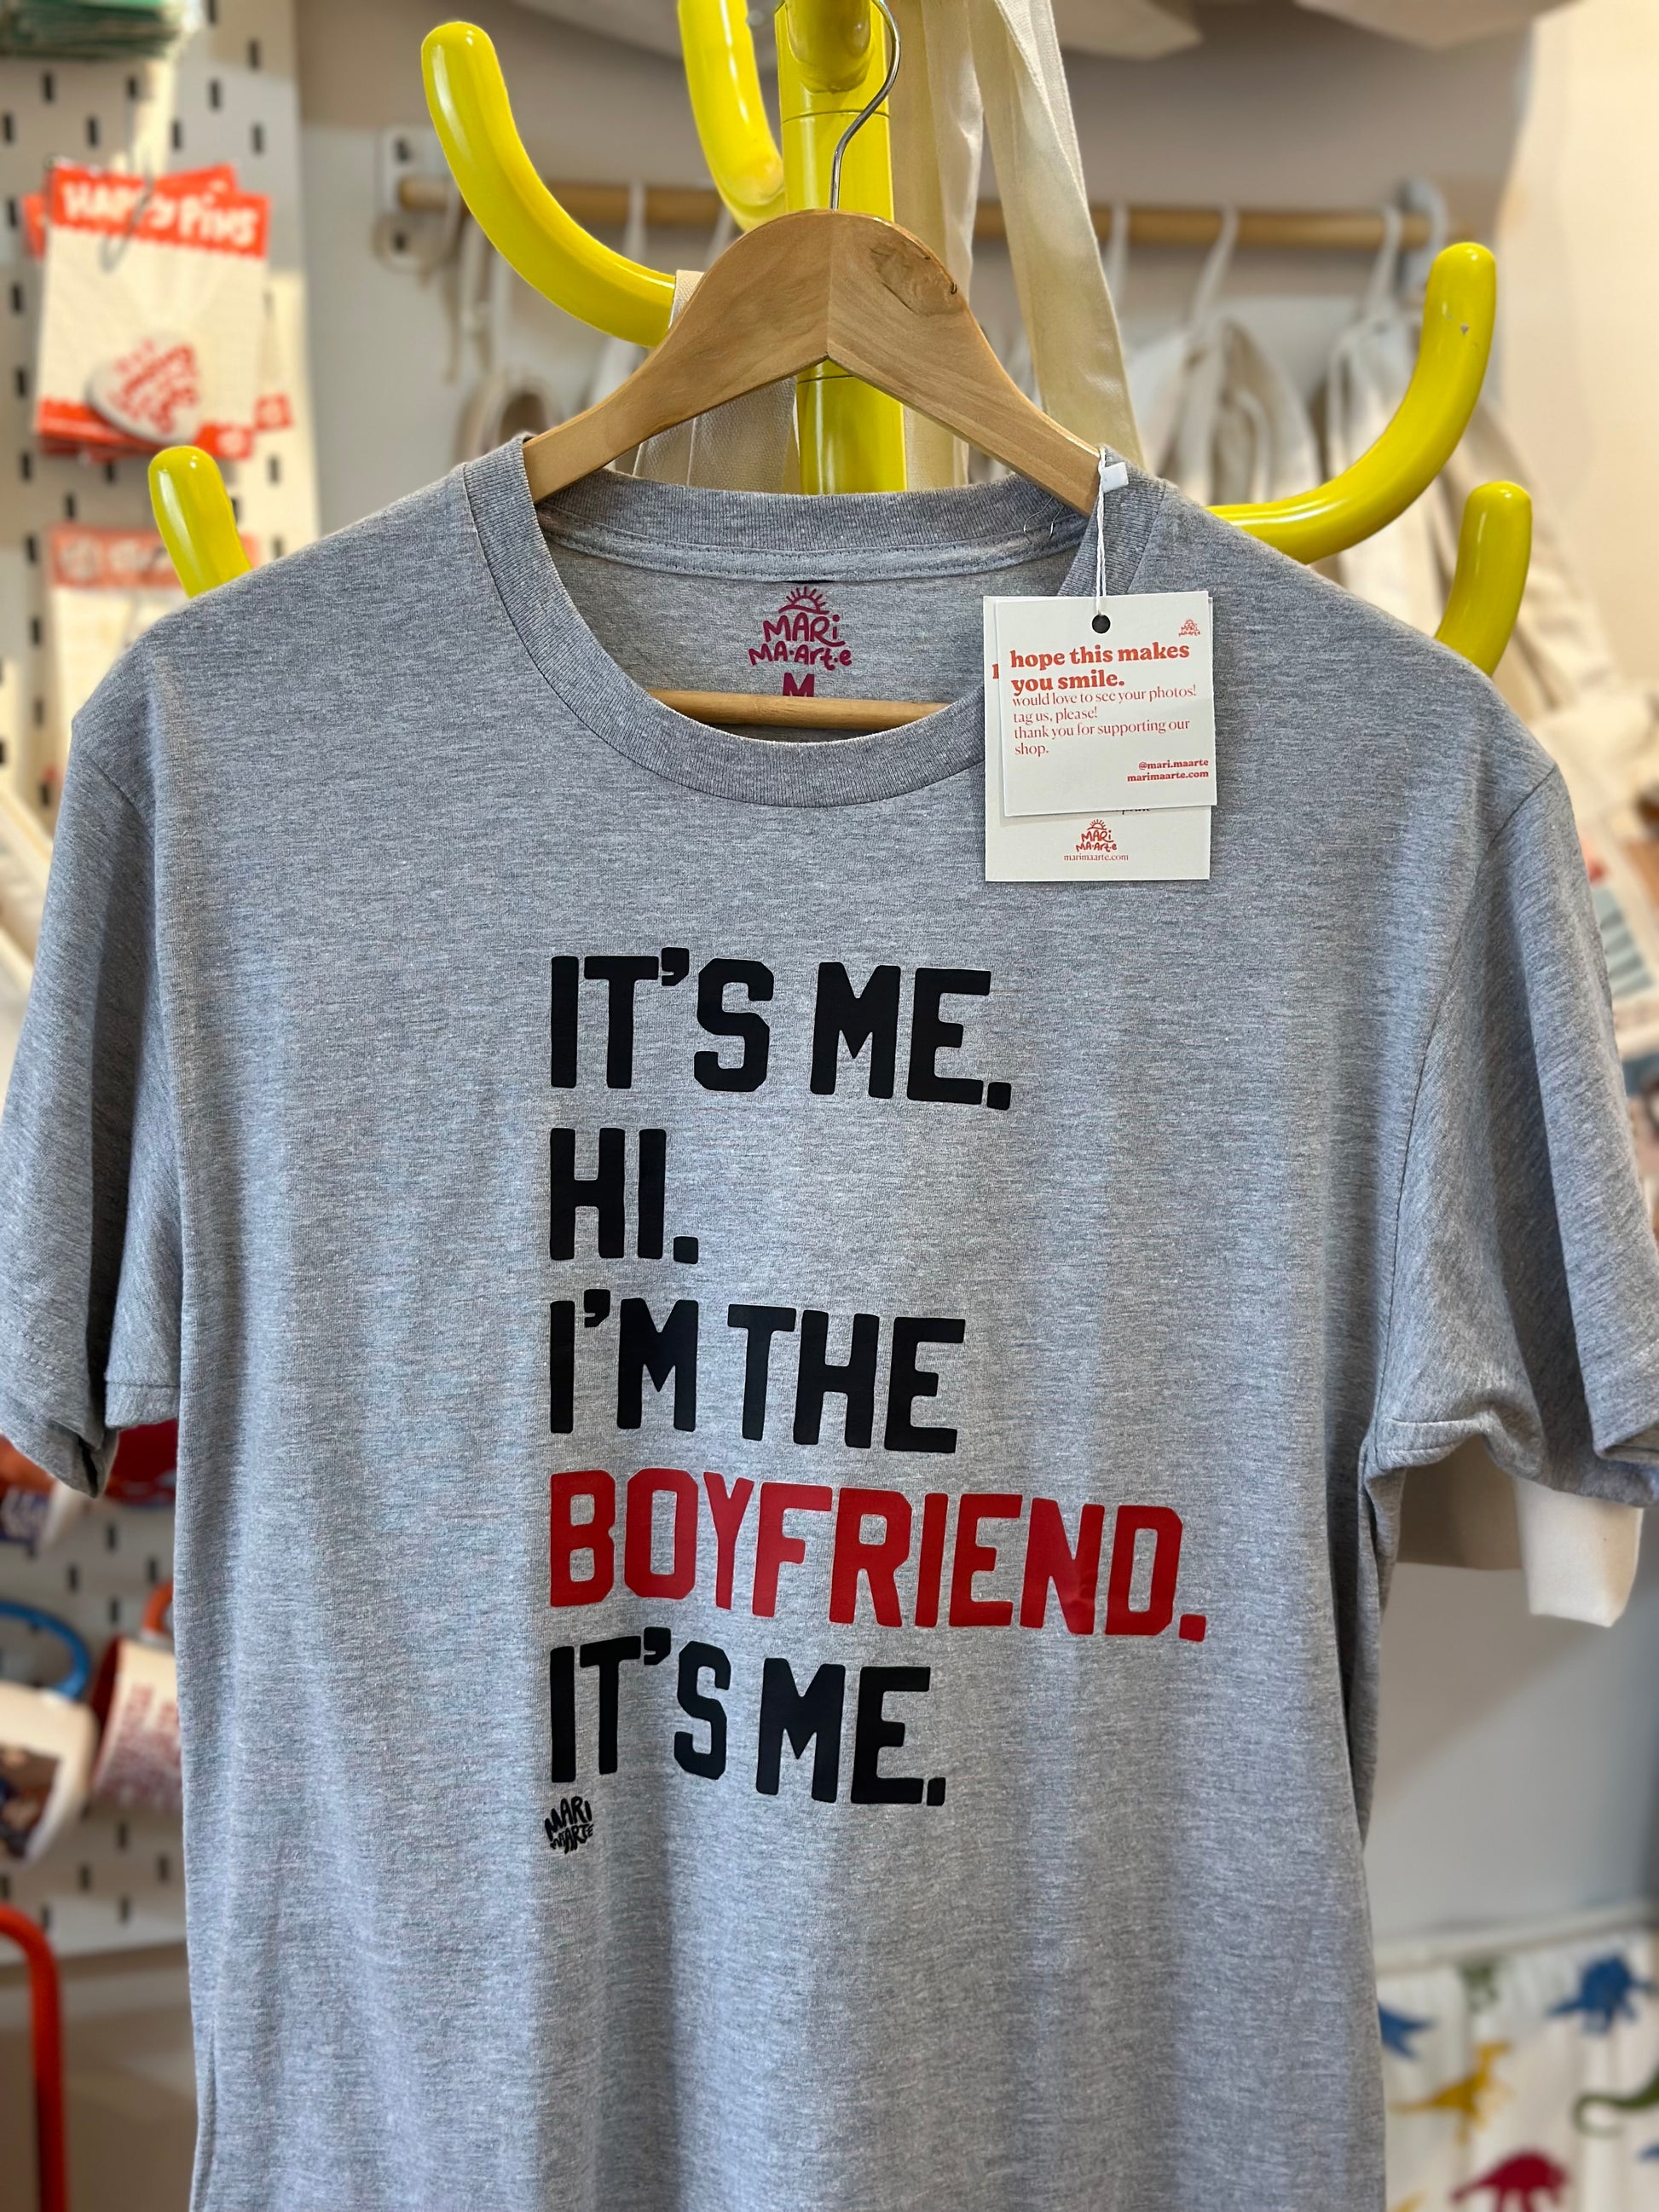 HAPPY PINS
MARI
MA·Art·e
M
hope this makes
you smile.
would love to see your photos!
tag us, please!
thank you for supporting our
shop.
@mari.maarte
marimaarte.com
MARI
MA·Art·e
marimaarte.com
IT'S ME.
HI.
I'M THE
BOYFRIEND.
IT'S ME.
MARI
MAARTE